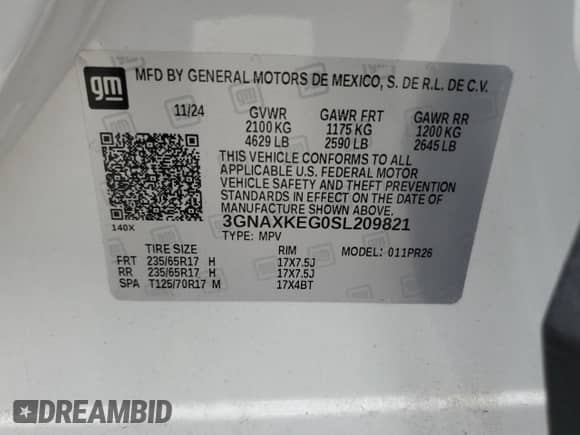 gm
MFD BY GENERAL MOTORS DE MEXICO, S. DE R.L. DE C.V.
11/24 GVWR GAWR FRT GAWR RR
2100 KG 1175 KG 1200 KG
4629 LB 2590 LB 2645 LB
THIS VEHICLE CONFORMS TO ALL
APPLICABLE U.S. FEDERAL MOTOR
VEHICLE SAFETY AND THEFT PREVENTION
STANDARDS IN EFFECT ON THE DATE OF
MANUFACTURE SHOWN ABOVE.
3GNAXKEG0SL209821
140X TYPE: MPV MODEL: 011PR26
TIRE SIZE RIM
FRT 235/65R17 H 17X7.5J
RR 235/65R17 H 17X7.5J
SPA T125/70R17 M 17X4BT
DREAMBID